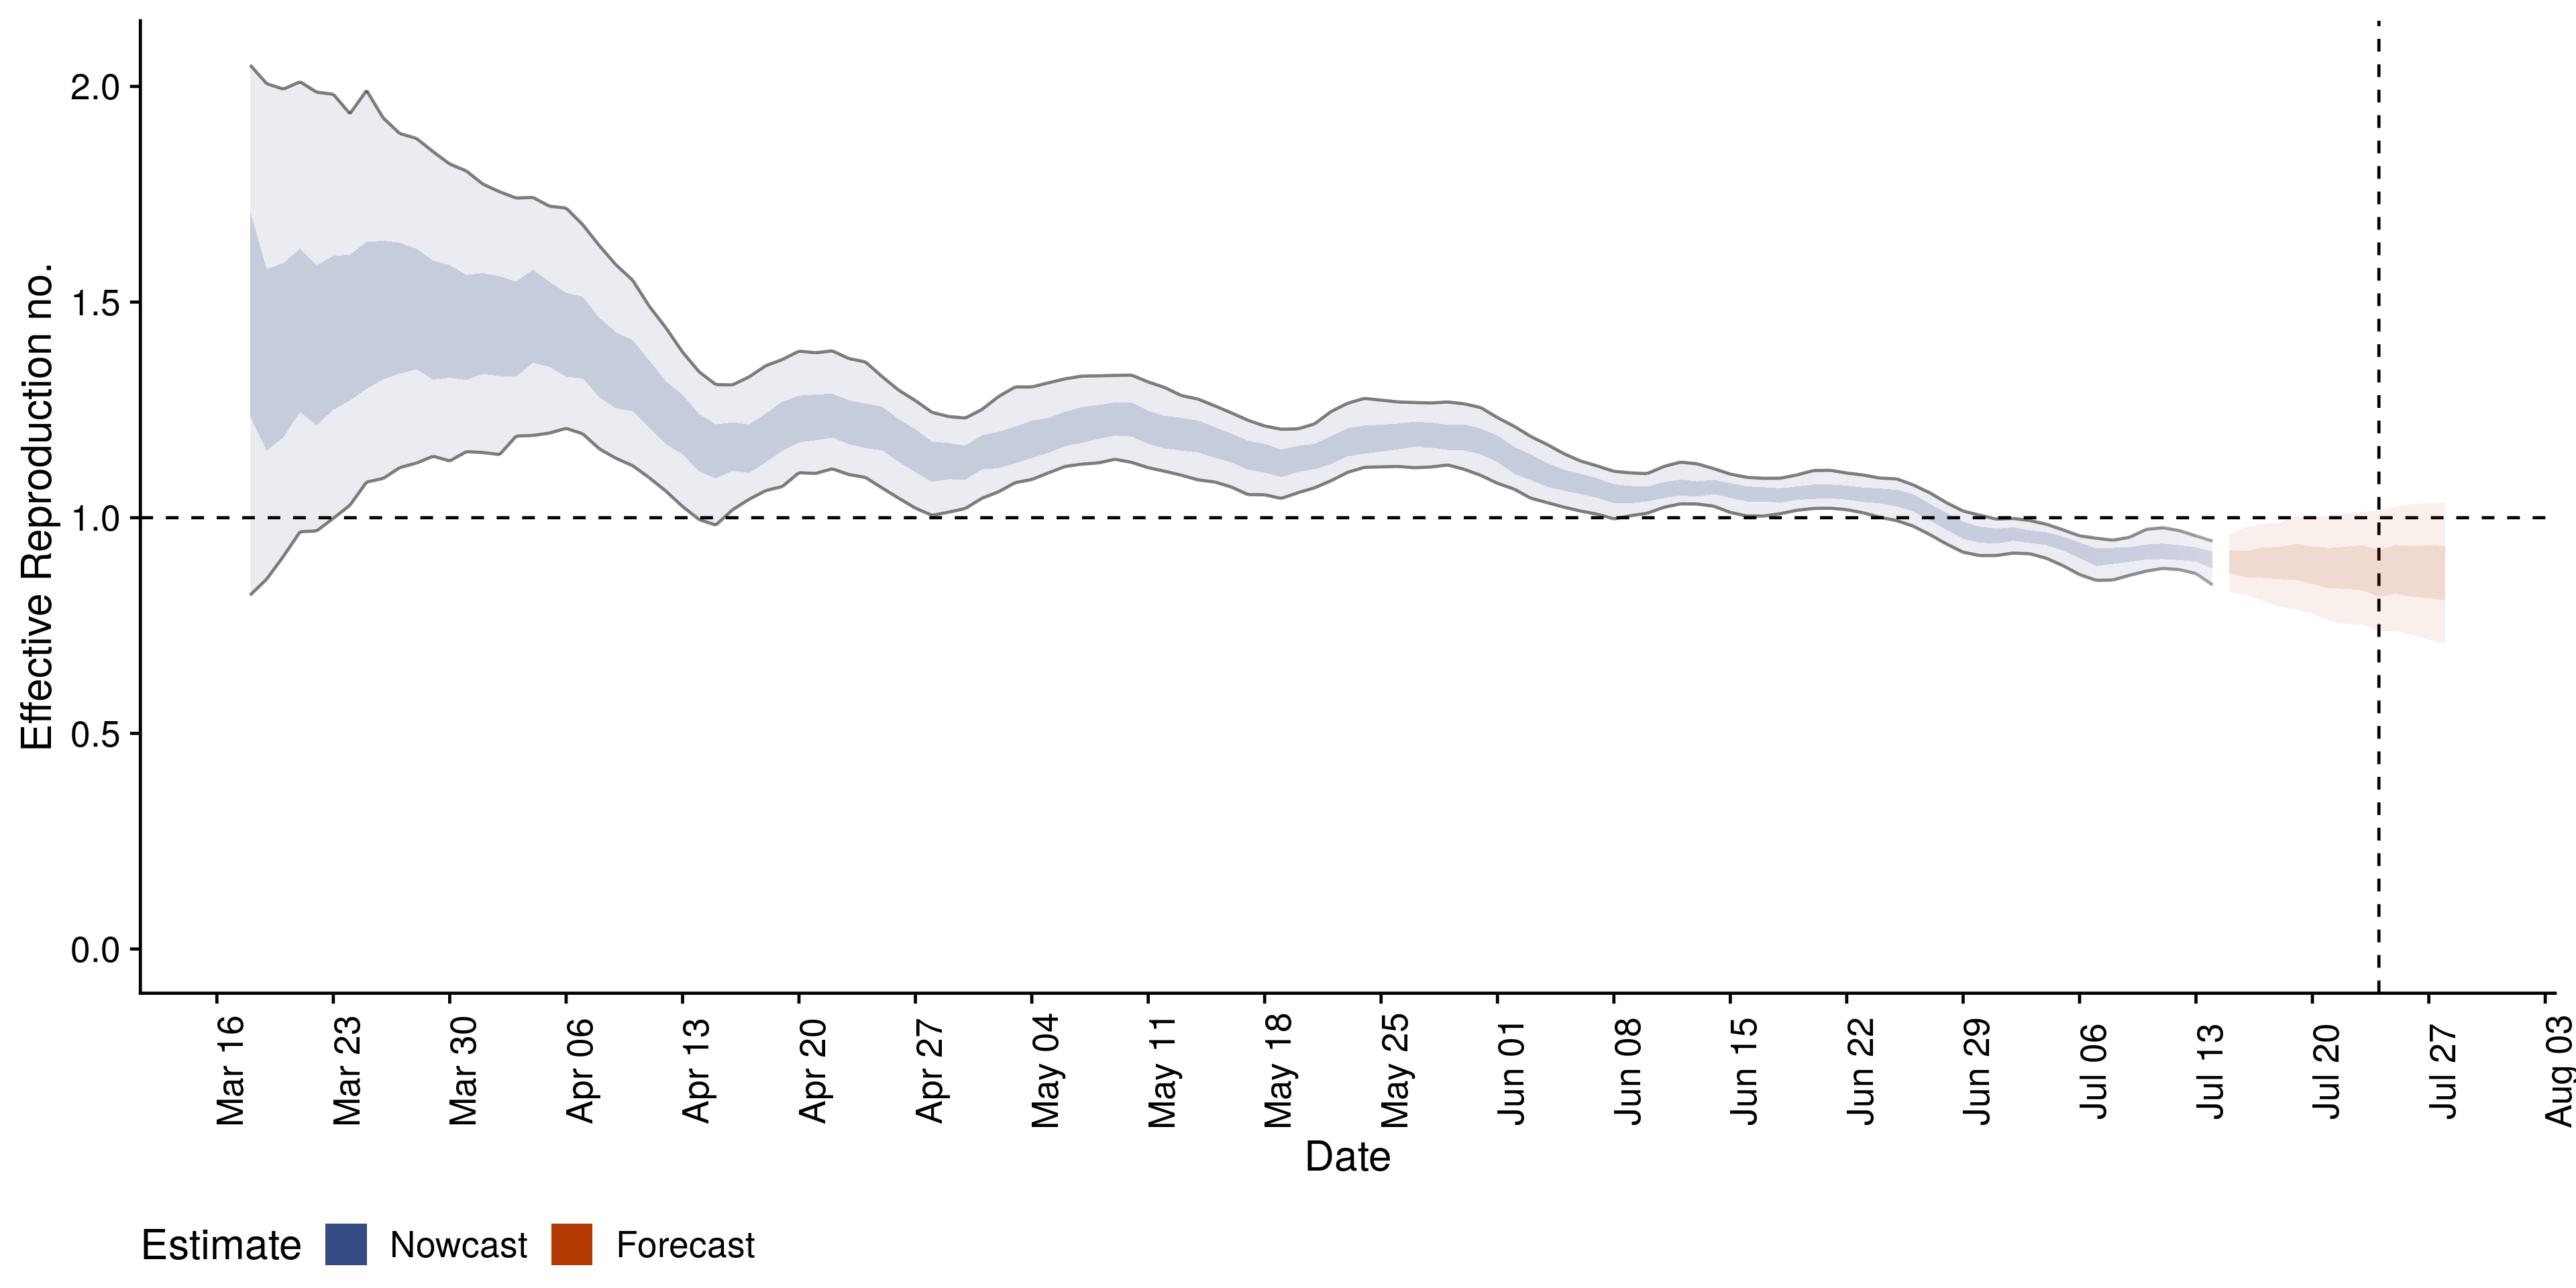 Effective Reproduction no.
2.0
1.5
1.0
0.5
0.0
Mar 16
Mar 23
Mar 30
Apr 06
Apr 13
Apr 20
Apr 27
May 04
May 11
May 18
May 25
Jun 01
Jun 08
Jun 15
Jun 22
Jun 29
Jul 06
Jul 13
Jul 20
Jul 27
Aug 03
Date
Estimate Nowcast Forecast